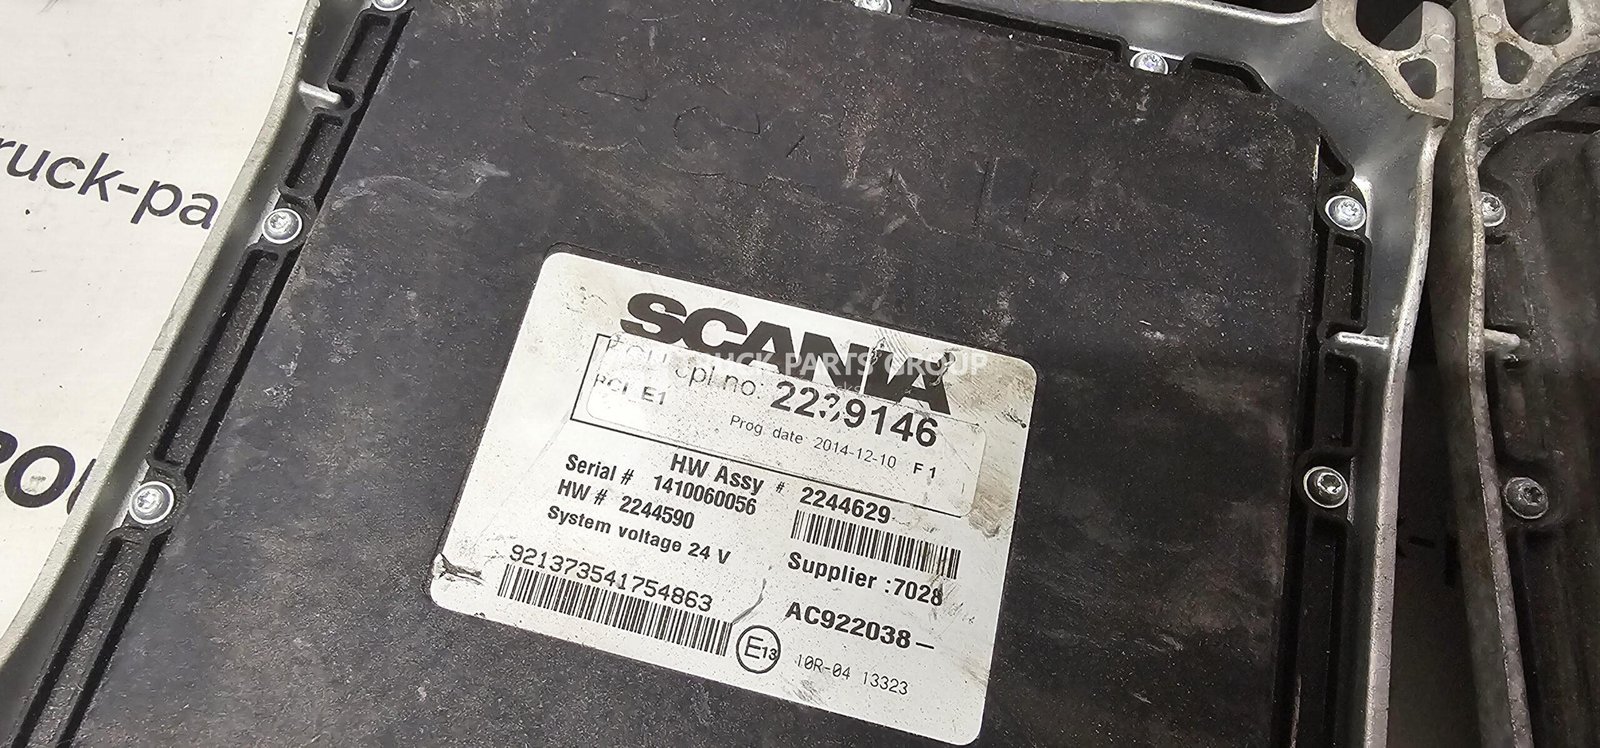 SCANIA
ruck-pa
SCANIA
TRUCK PARTS GROUP
cpl no: 2239146
E1
Prog. date 2014-12-10 F1
HW Assy # 2244629
Serial # 1410060056
HW # 2244590
System voltage 24 V
Supplier :7028
921373541754863
AC922038-
E13
10R-04 13323